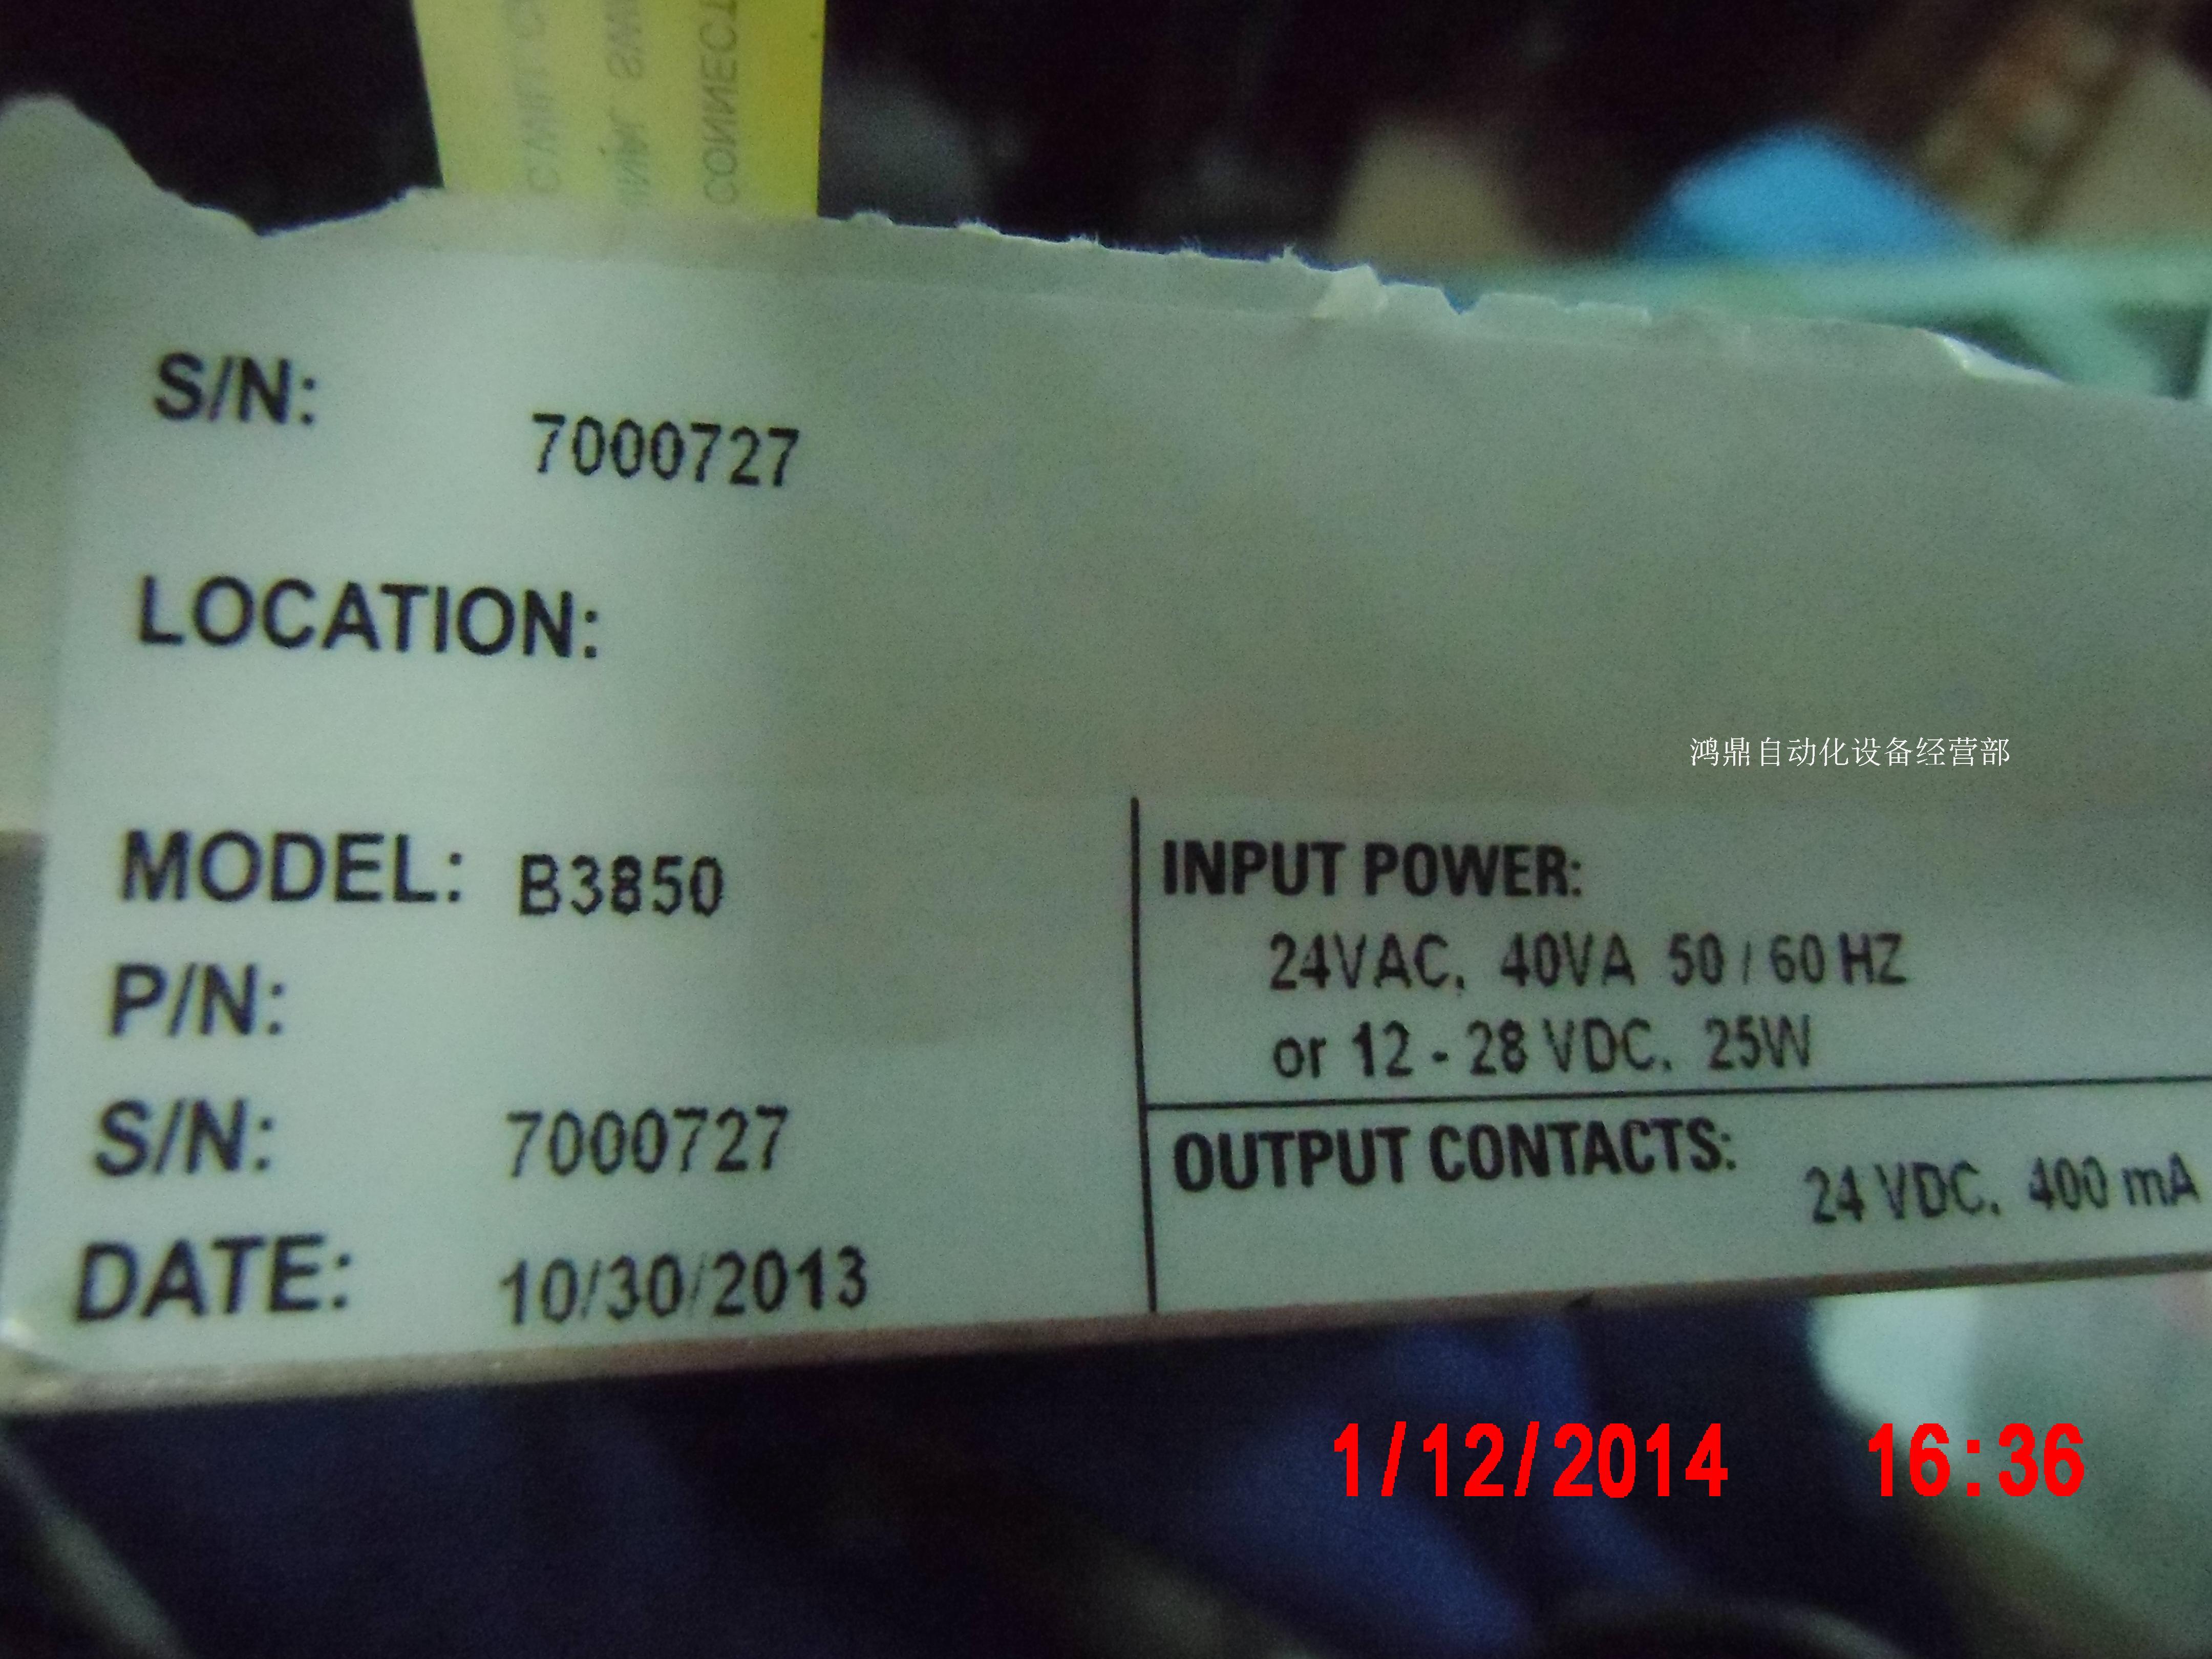 CONNECT
S/N:
7000727
LOCATION:
鸿鼎自动化设备经营部
MODEL: B3850
P/N:
S/N: 7000727
DATE: 10/30/2013
INPUT POWER:
24VAC, 40VA 50 / 60 HZ
or 12 - 28 VDC, 25W
OUTPUT CONTACTS: 24 VDC, 400 mA
1/12/2014 16:36